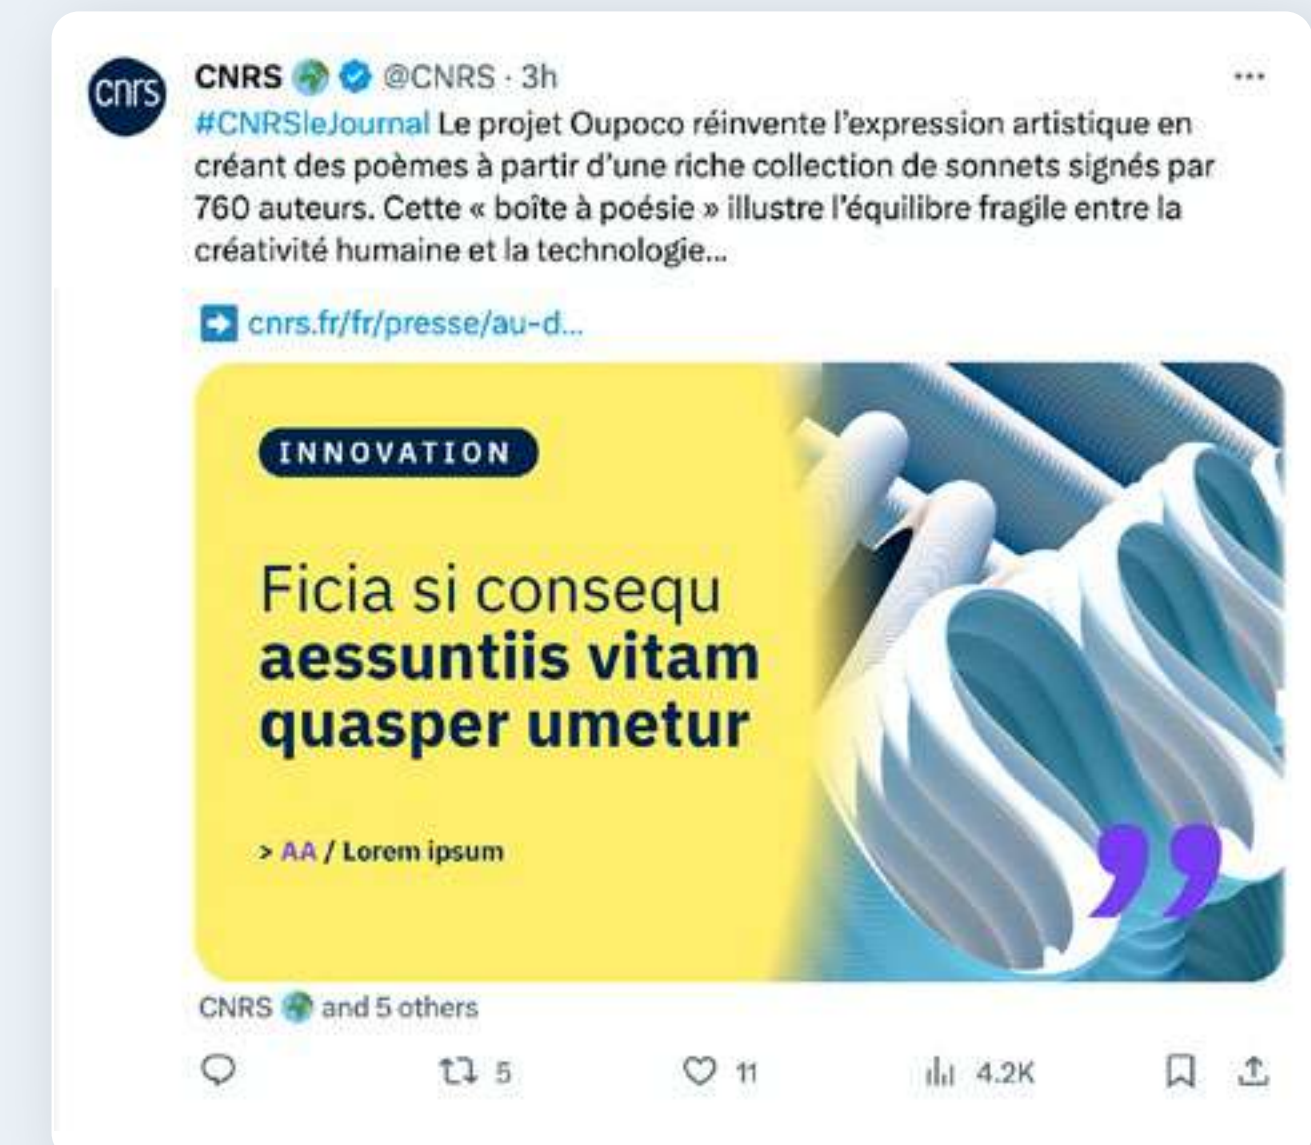 cnrs
CNRS @CNRS · 3h
#CNRSleJournal Le projet Oupoco réinvente l'expression artistique en
créant des poèmes à partir d'une riche collection de sonnets signés par
760 auteurs. Cette « boîte à poésie » illustre l'équilibre fragile entre la
créativité humaine et la technologie...
cnrs.fr/fr/presse/au-d...
INNOVATION
Ficia si consequ
aessuntiis vitam
quasper umetur
> AA / Lorem ipsum
CNRS and 5 others
5 11 4.2K